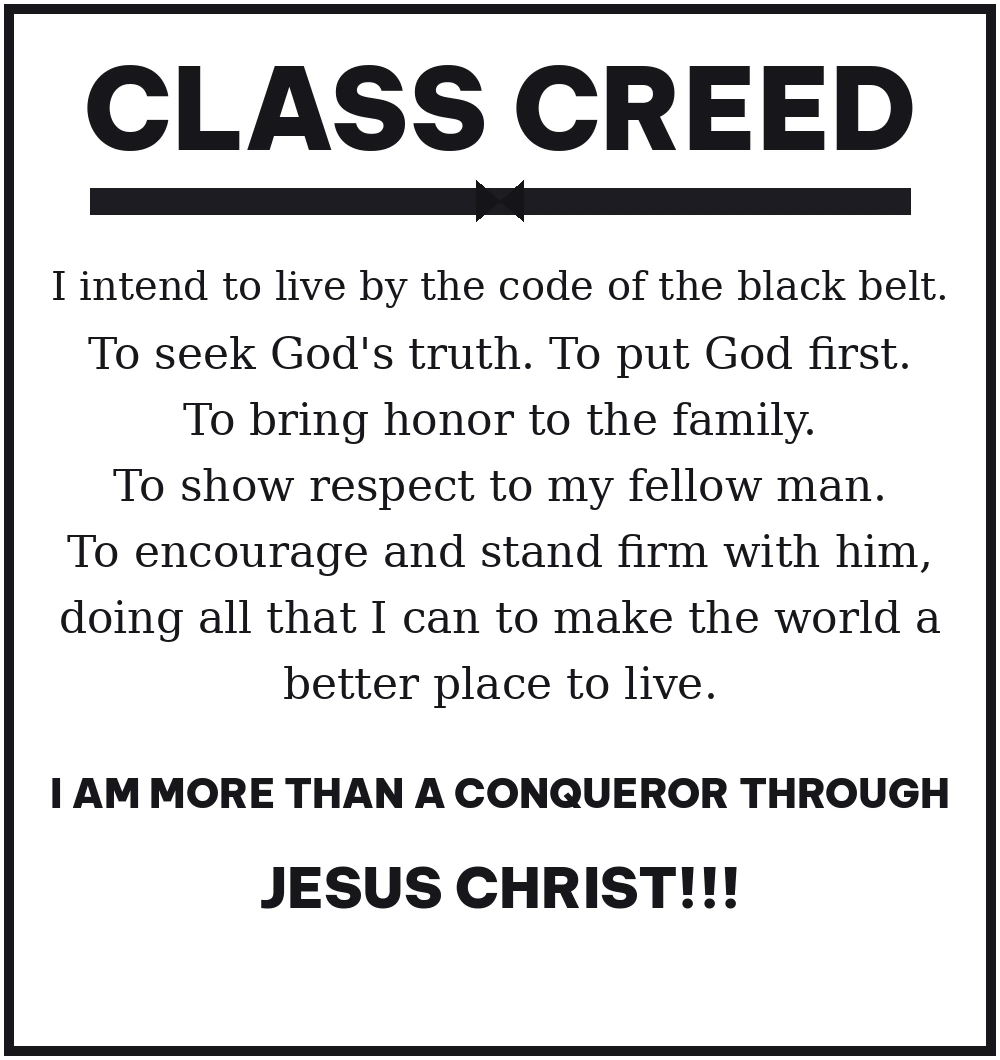 CLASS CREED
I intend to live by the code of the black belt.
To seek God's truth. To put God first.
To bring honor to the family.
To show respect to my fellow man.
To encourage and stand firm with him,
doing all that I can to make the world a
better place to live.
I AM MORE THAN A CONQUEROR THROUGH
JESUS CHRIST!!!